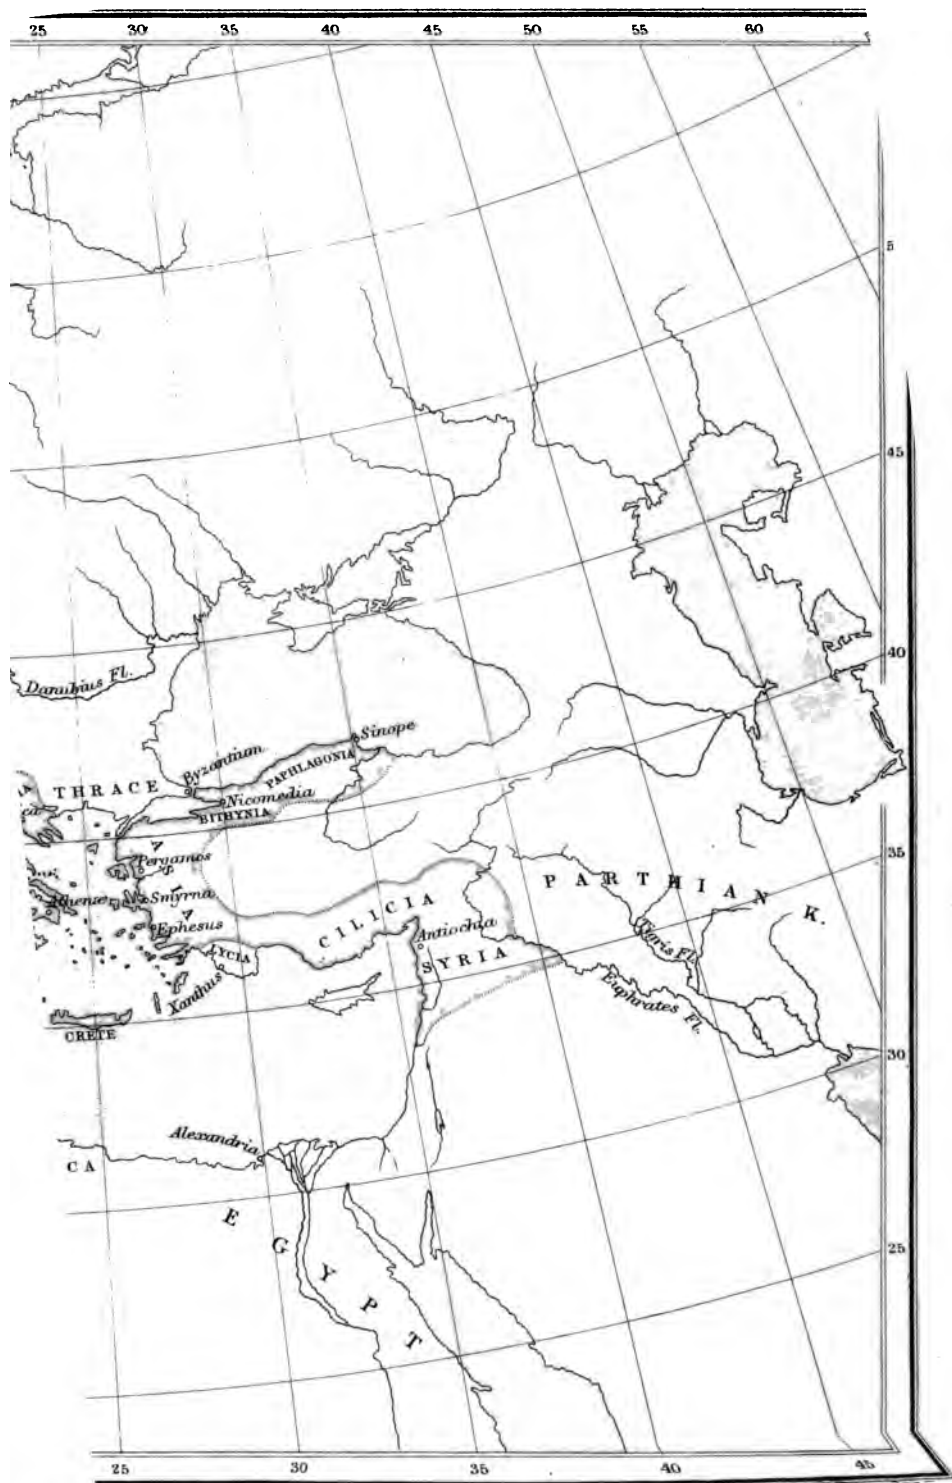 25 30 35 40 45 50 55 60
5
45
Danubius Fl.
40
Sinope
Byzantium
PAPHLAGONIA
THRACE
Nicomedia
BITHYNIA
35
Pergamos
PARTHIAN K.
Athenæ
Smyrna
CILICIA
Ephesus
Antiochia
Tigris Fl.
LYCIA
SYRIA
Xanthus
Euphrates Fl.
CRETE
30
Alexandria
CA
EGYPT
25
25 30 35 40 45